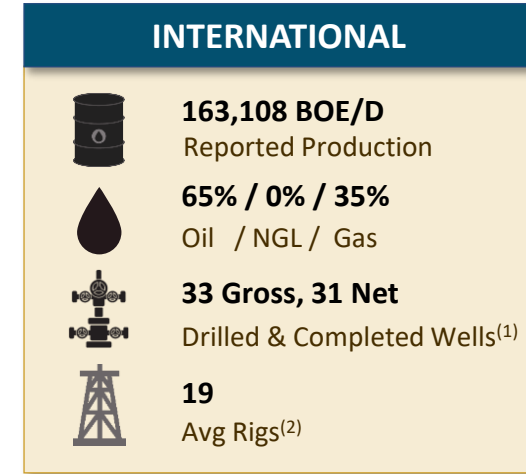 INTERNATIONAL
163,108 BOE/D
Reported Production
65% / 0% / 35%
Oil / NGL / Gas
33 Gross, 31 Net
Drilled & Completed Wells(1)
19
Avg Rigs(2)